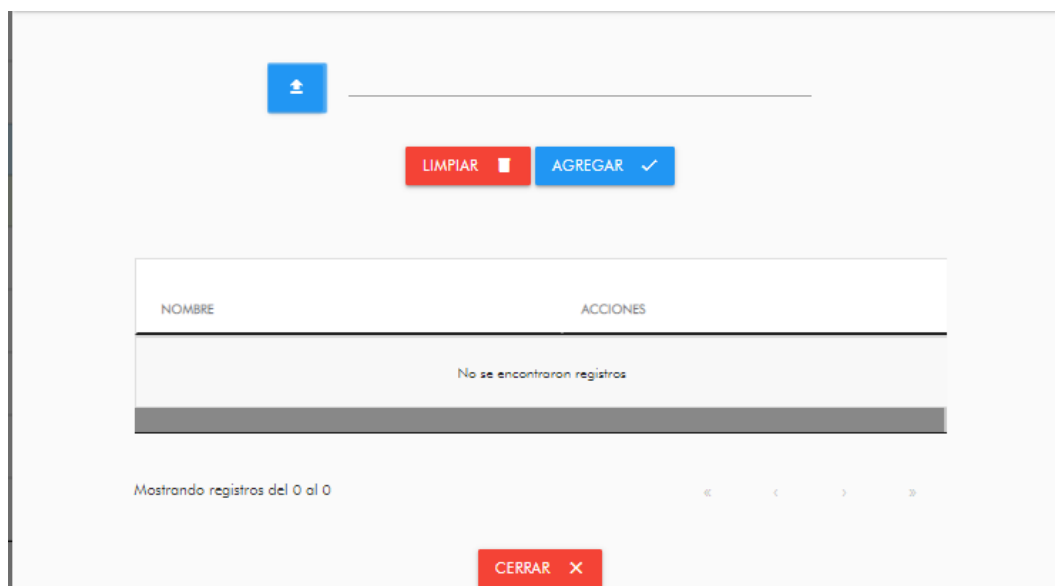 LIMPIAR AGREGAR
NOMBRE ACCIONES
No se encontraron registros
Mostrando registros del 0 al 0 « ‹ › »
CERRAR